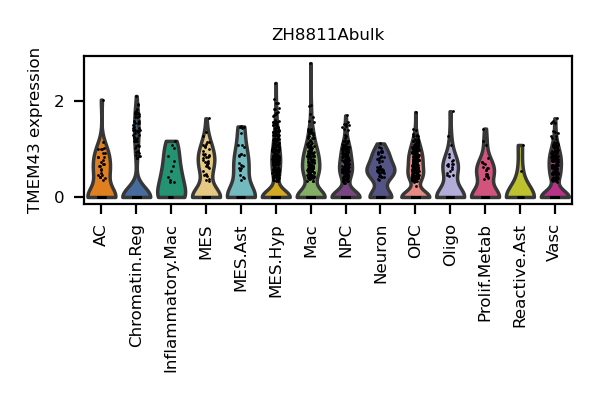 ZH8811Abulk
TMEM43 expression
2
0
AC
Chromatin.Reg
Inflammatory.Mac
MES
MES.Ast
MES.Hyp
Mac
NPC
Neuron
OPC
Oligo
Prolif.Metab
Reactive.Ast
Vasc